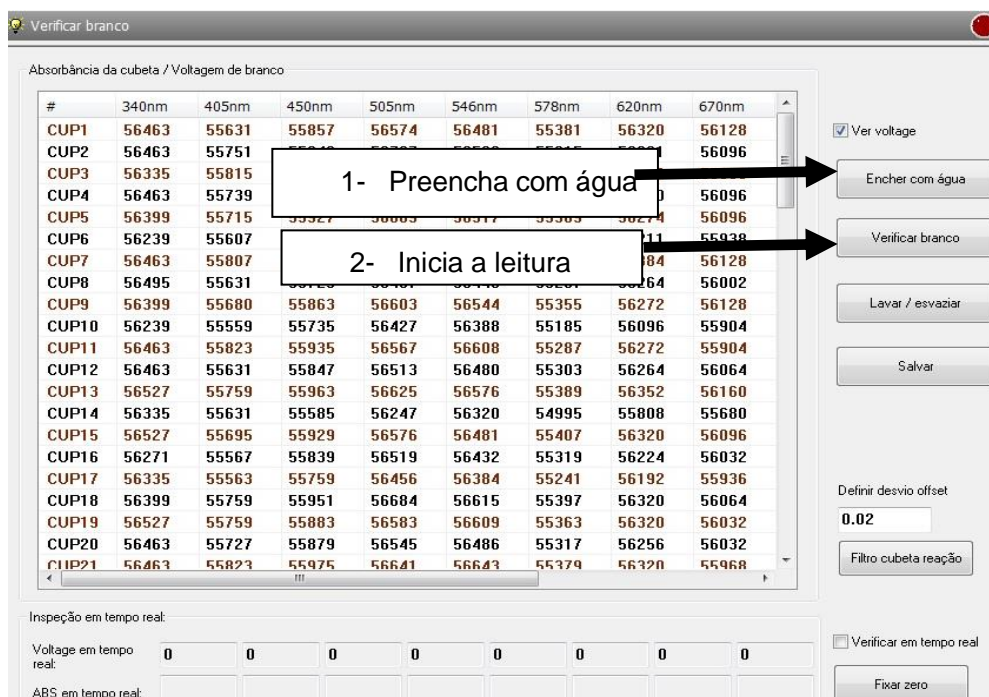 Verificar branco
Absorbância da cubeta / Voltagem de branco
# 340nm 405nm 450nm 505nm 546nm 578nm 620nm 670nm
CUP1 56463 55631 55857 56574 56481 55381 56320 56128
CUP2 56463 55751 56096
CUP3 56335 55815
CUP4 56463 55739 56096
CUP5 56399 55715 56096
CUP6 56239 55607 55938
CUP7 56463 55807 56128
CUP8 56495 55631 56002
CUP9 56399 55680 55863 56603 56544 55355 56272 56128
CUP10 56239 55559 55735 56427 56388 55185 56096 55904
CUP11 56463 55823 55935 56567 56608 55287 56272 55904
CUP12 56463 55631 55847 56513 56480 55303 56264 56064
CUP13 56527 55759 55963 56625 56576 55389 56352 56160
CUP14 56335 55631 55585 56247 56320 54995 55808 55680
CUP15 56527 55695 55929 56576 56481 55407 56320 56096
CUP16 56271 55567 55839 56519 56432 55319 56224 56032
CUP17 56335 55563 55759 56456 56384 55241 56192 55936
CUP18 56399 55759 55951 56684 56615 55397 56320 56064
CUP19 56527 55759 55883 56583 56609 55363 56320 56032
CUP20 56463 55727 55879 56545 56486 55317 56256 56032
CUP21 56463 55823 55975 56641 56643 55379 56320 55968
1- Preencha com água
2- Inicia a leitura
Ver voltage
Encher com água
Verificar branco
Lavar / esvaziar
Salvar
Definir desvio offset
0.02
Filtro cubeta reação
Inspeção em tempo real:
Voltage em tempo real: 0 0 0 0 0 0 0 0
ABS em tempo real:
Verificar em tempo real
Fixar zero